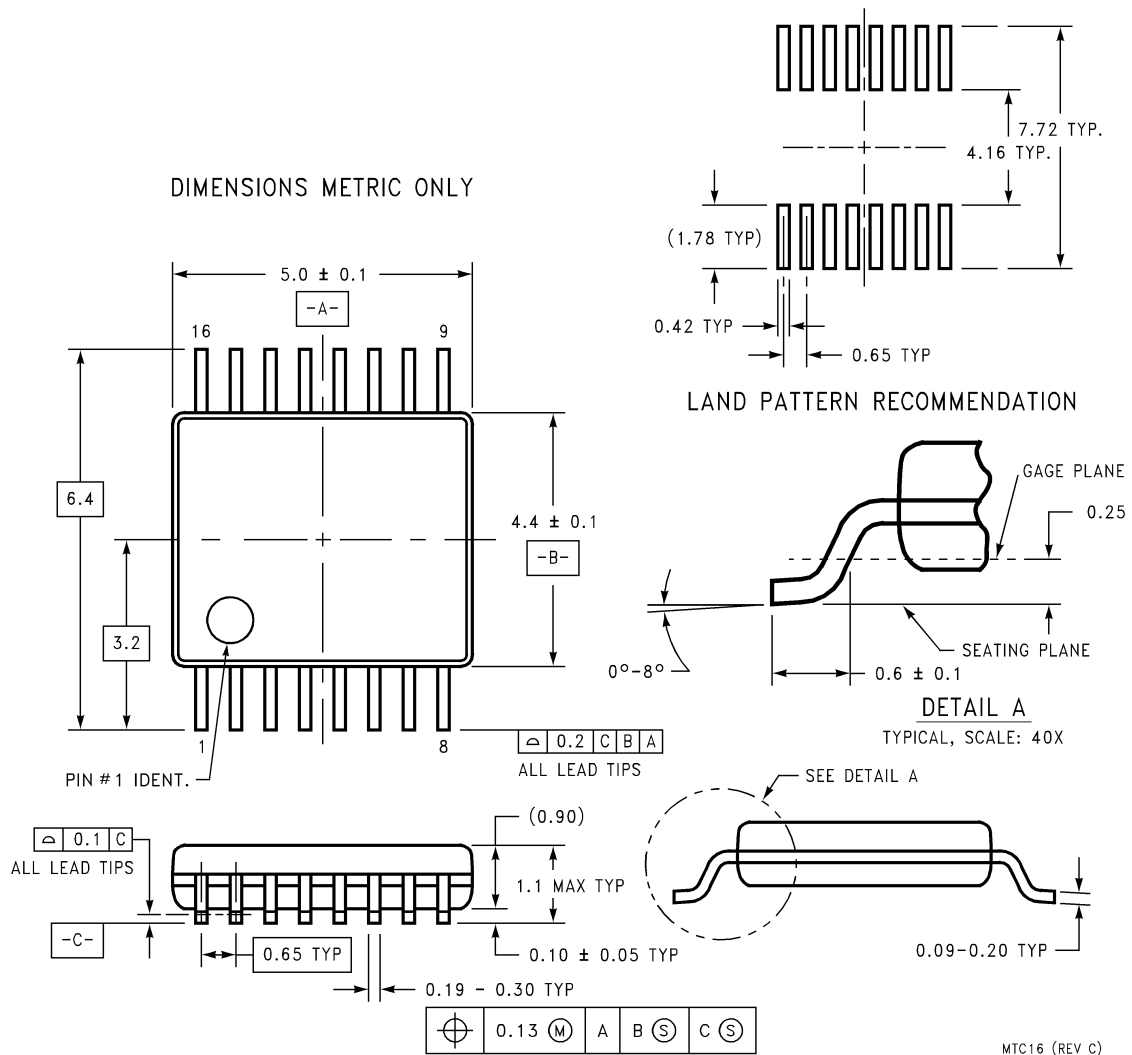 7.72 TYP.
4.16 TYP.
DIMENSIONS METRIC ONLY
(1.78 TYP)
5.0 ± 0.1
-A-
0.42 TYP
16
9
0.65 TYP
LAND PATTERN RECOMMENDATION
GAGE PLANE
6.4
0.25
4.4 ± 0.1
-B-
3.2
SEATING PLANE
0°-8°
0.6 ± 0.1
DETAIL A
TYPICAL, SCALE: 40X
1
8
⌓ 0.2 C B A
ALL LEAD TIPS
PIN #1 IDENT.
SEE DETAIL A
(0.90)
⌓ 0.1 C
ALL LEAD TIPS
1.1 MAX TYP
-C-
0.65 TYP
0.10 ± 0.05 TYP
0.09-0.20 TYP
0.19 - 0.30 TYP
⌖ 0.13 Ⓜ A B Ⓢ C Ⓢ
MTC16 (REV C)